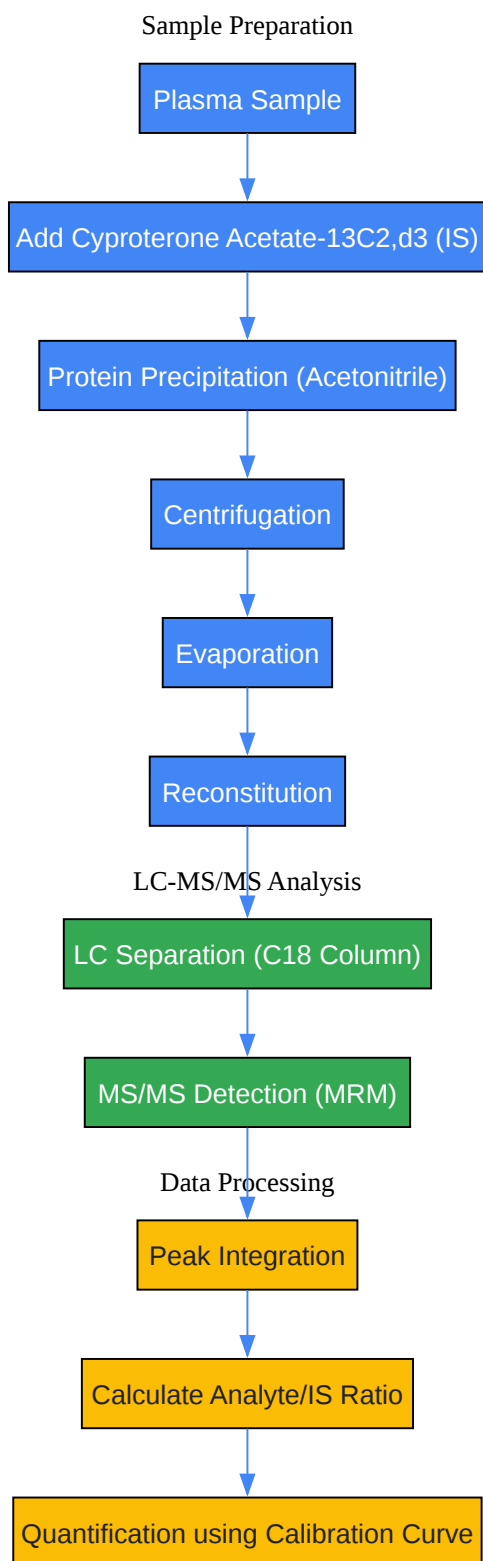 Sample Preparation
Plasma Sample
Add Cyproterone Acetate-13C2,d3 (IS)
Protein Precipitation (Acetonitrile)
Centrifugation
Evaporation
Reconstitution
LC-MS/MS Analysis
LC Separation (C18 Column)
MS/MS Detection (MRM)
Data Processing
Peak Integration
Calculate Analyte/IS Ratio
Quantification using Calibration Curve